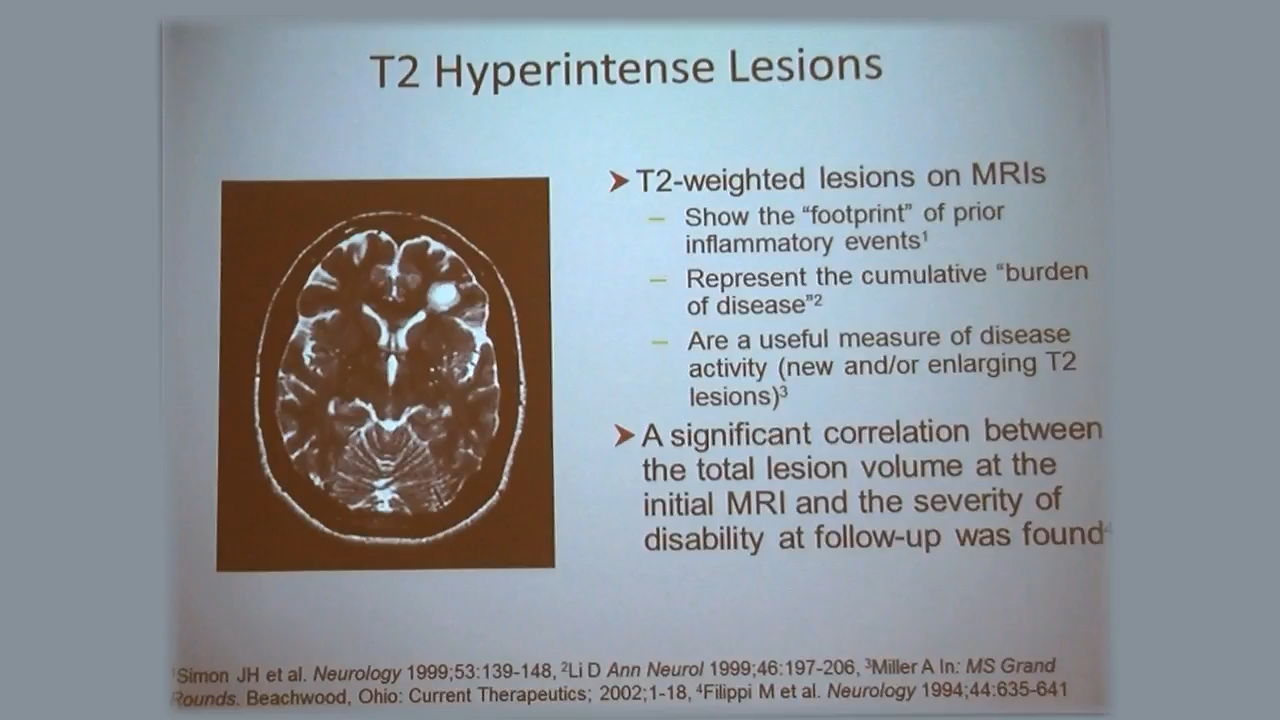 T2 Hyperintense Lesions
➤ T2-weighted lesions on MRIs
– Show the “footprint” of prior
inflammatory events¹
– Represent the cumulative “burden
of disease”²
– Are a useful measure of disease
activity (new and/or enlarging T2
lesions)³
➤ A significant correlation between
the total lesion volume at the
initial MRI and the severity of
disability at follow-up was found⁴
¹Simon JH et al. Neurology 1999;53:139-148, ²Li D Ann Neurol 1999;46:197-206, ³Miller A In: MS Grand
Rounds. Beachwood, Ohio: Current Therapeutics; 2002;1-18, ⁴Filippi M et al. Neurology 1994;44:635-641